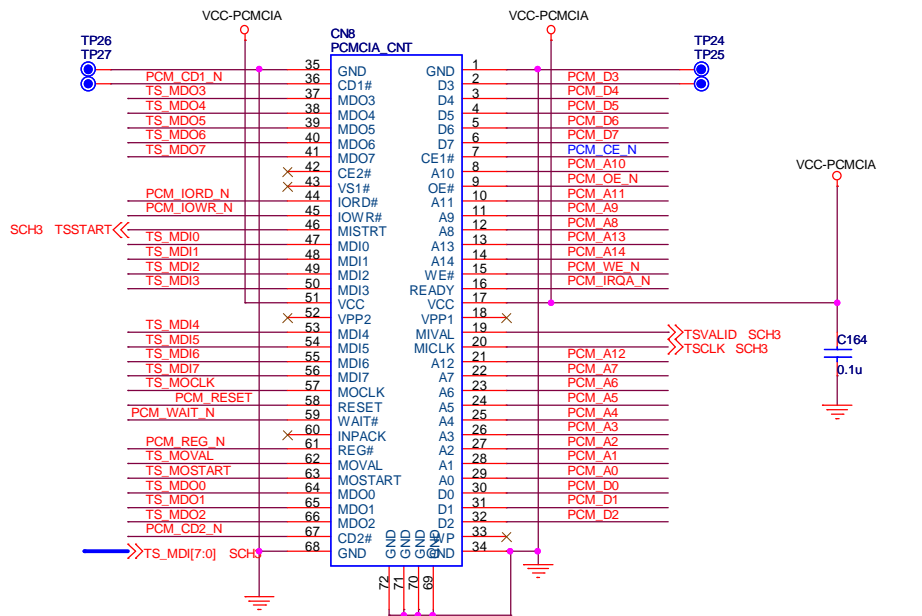 VCC-PCMCIA VCC-PCMCIA
TP26 CN8 TP24
TP27 PCMCIA_CNT TP25
35 GND GND 1
PCM_CD1_N 36 CD1# D3 2 PCM_D3
TS_MDO3 37 MDO3 D4 3 PCM_D4
TS_MDO4 38 MDO4 D5 4 PCM_D5
TS_MDO5 39 MDO5 D6 5 PCM_D6
TS_MDO6 40 MDO6 D7 6 PCM_D7
TS_MDO7 41 MDO7 CE1# 7 PCM_CE_N
42 CE2# A10 8 PCM_A10
43 VS1# OE# 9 PCM_OE_N
PCM_IORD_N 44 IORD# A11 10 PCM_A11
PCM_IOWR_N 45 IOWR# A9 11 PCM_A9
SCH3 TSSTART 46 MISTRT A8 12 PCM_A8
TS_MDI0 47 MDI0 A13 13 PCM_A13
TS_MDI1 48 MDI1 A14 14 PCM_A14
TS_MDI2 49 MDI2 WE# 15 PCM_WE_N
TS_MDI3 50 MDI3 READY 16 PCM_IRQA_N
51 VCC VCC 17
52 VPP2 VPP1 18
TS_MDI4 53 MDI4 MIVAL 19 TSVALID SCH3
TS_MDI5 54 MDI5 MICLK 20 TSCLK SCH3
TS_MDI6 55 MDI6 A12 21 PCM_A12
TS_MDI7 56 MDI7 A7 22 PCM_A7
TS_MOCLK 57 MOCLK A6 23 PCM_A6
PCM_RESET 58 RESET A5 24 PCM_A5
PCM_WAIT_N 59 WAIT# A4 25 PCM_A4
60 INPACK A3 26 PCM_A3
PCM_REG_N 61 REG# A2 27 PCM_A2
TS_MOVAL 62 MOVAL A1 28 PCM_A1
TS_MOSTART 63 MOSTART A0 29 PCM_A0
TS_MDO0 64 MDO0 D0 30 PCM_D0
TS_MDO1 65 MDO1 D1 31 PCM_D1
TS_MDO2 66 MDO2 D2 32 PCM_D2
PCM_CD2_N 67 CD2# WP 33
TS_MDI[7:0] SCH3 68 GND GND 34
GND GND GND GND
72 71 70 69
VCC-PCMCIA
C164
0.1u